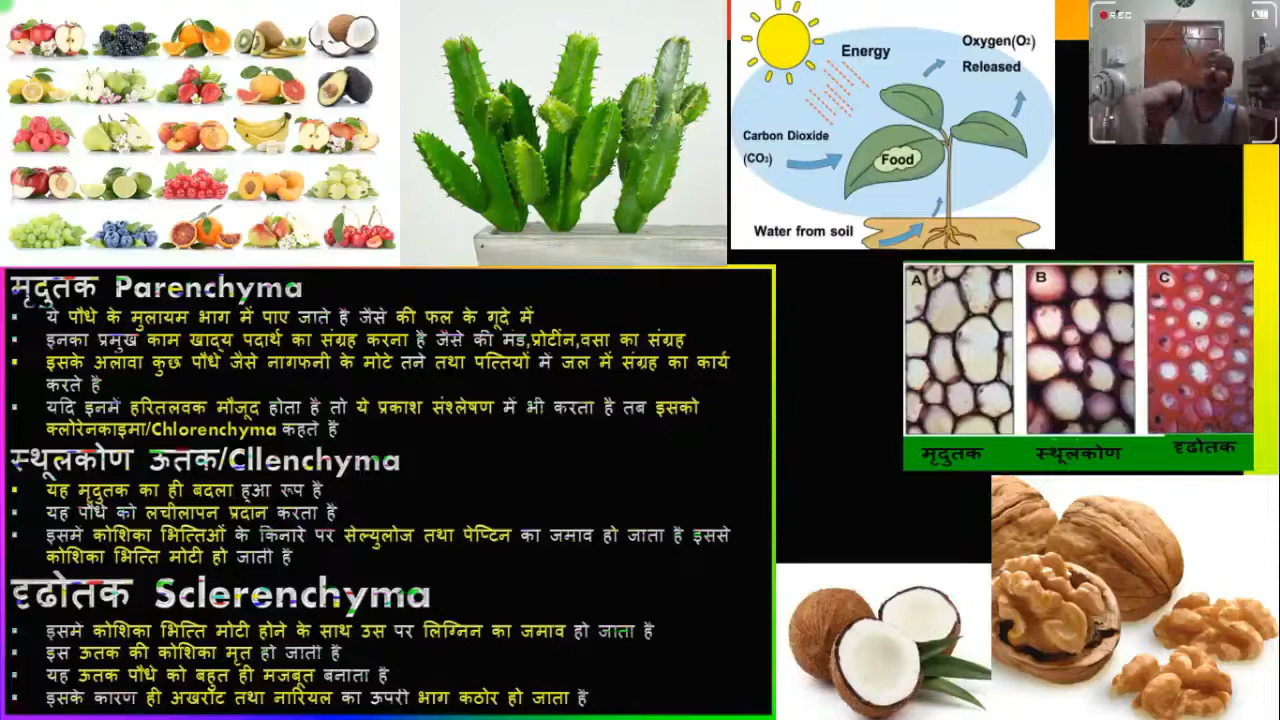 REC
Energy
Oxygen(O2)
Released
Carbon Dioxide
(CO2)
Food
Water from soil
मृदुतक Parenchyma
ये पौधे के मुलायम भाग में पाए जाते है जैसे की फल के गूदे में
इनका प्रमुख काम खाद्य पदार्थ का संग्रह करना है जैसे की मंड,प्रोटींन,वसा का संग्रह
इसके अलावा कुछ पौधे जैसे नागफनी के मोटे तने तथा पत्तियों में जल में संग्रह का कार्य
करते है
यदि इनमें हरितलवक मौजूद होता है तो ये प्रकाश संश्लेषण में भी करता है तब इसको
क्लोरेनकाइमा/Chlorenchyma कहते है
स्थूलकोण ऊतक/Cllenchyma
यह मृदुतक का ही बदला हुआ रूप है
यह पौधे को लचीलापन प्रदान करता है
इसमें कोशिका भित्तिओं के किनारे पर सेल्युलोज तथा पेप्टिन का जमाव हो जाता है इससे
कोशिका भित्ति मोटी हो जाती है
दृढोतक Sclerenchyma
इसमें कोशिका भित्ति मोटी होने के साथ उस पर लिग्निन का जमाव हो जाता है
इस ऊतक की कोशिका मृत हो जाती है
यह ऊतक पौधे को बहुत ही मजबूत बनाता है
इसके कारण ही अखरोट तथा नारियल का ऊपरी भाग कठोर हो जाता है
A B C
मृदुतक स्थूलकोण दृढोतक